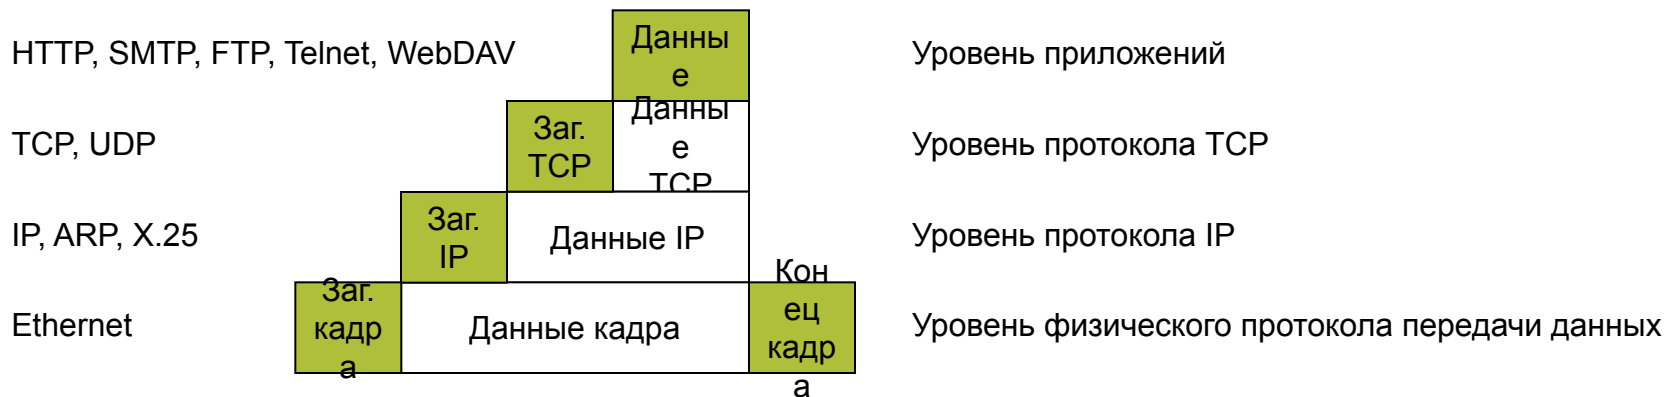 HTTP, SMTP, FTP, Telnet, WebDAV
Данны
е
Уровень приложений
TCP, UDP
Заг.
TCP
Данны
е
TCP
Уровень протокола TCP
IP, ARP, X.25
Заг.
IP
Данные IP
Уровень протокола IP
Ethernet
Заг.
кадр
а
Данные кадра
Кон
ец
кадр
а
Уровень физического протокола передачи данных